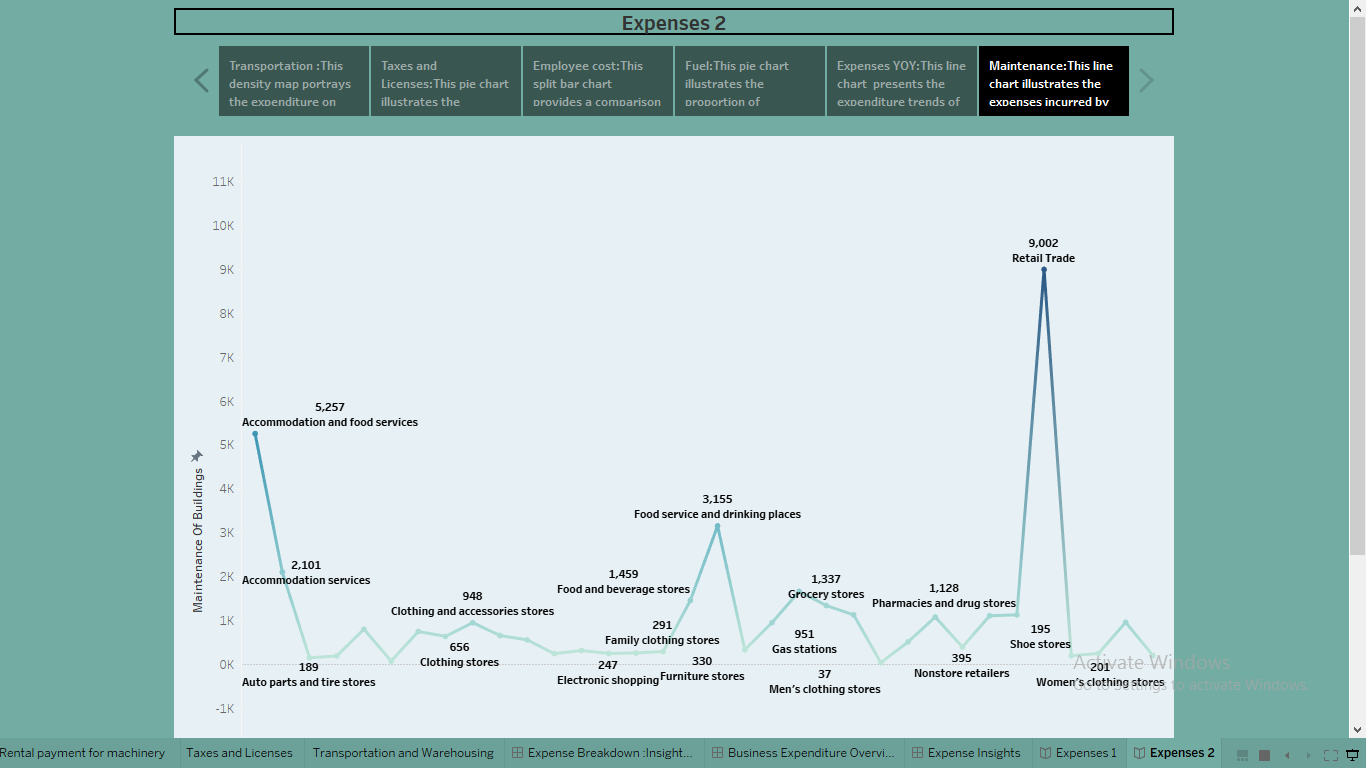 Expenses 2
Transportation :This
density map portrays
the expenditure on
Taxes and
Licenses:This pie chart
illustrates the
Employee cost:This
split bar chart
provides a comparison
Fuel:This pie chart
illustrates the
proportion of
Expenses YOY:This line
chart presents the
expenditure trends of
Maintenance:This line
chart illustrates the
expenses incurred by
11K
10K
9K
8K
7K
6K
5K
4K
3K
2K
1K
0K
-1K
Maintenance Of Buildings
9,002
Retail Trade
5,257
Accommodation and food services
3,155
Food service and drinking places
2,101
Accommodation services
1,459
Food and beverage stores
1,337
Grocery stores
1,128
Pharmacies and drug stores
948
Clothing and accessories stores
291
Family clothing stores
951
Gas stations
195
Shoe stores
656
Clothing stores
189
Auto parts and tire stores
247
Electronic shopping
330
Furniture stores
37
Men's clothing stores
395
Nonstore retailers
201
Women's clothing stores
Activate Windows
Go to Settings to activate Windows.
Rental payment for machinery
Taxes and Licenses
Transportation and Warehousing
Expense Breakdown :Insight...
Business Expenditure Overvi...
Expense Insights
Expenses 1
Expenses 2